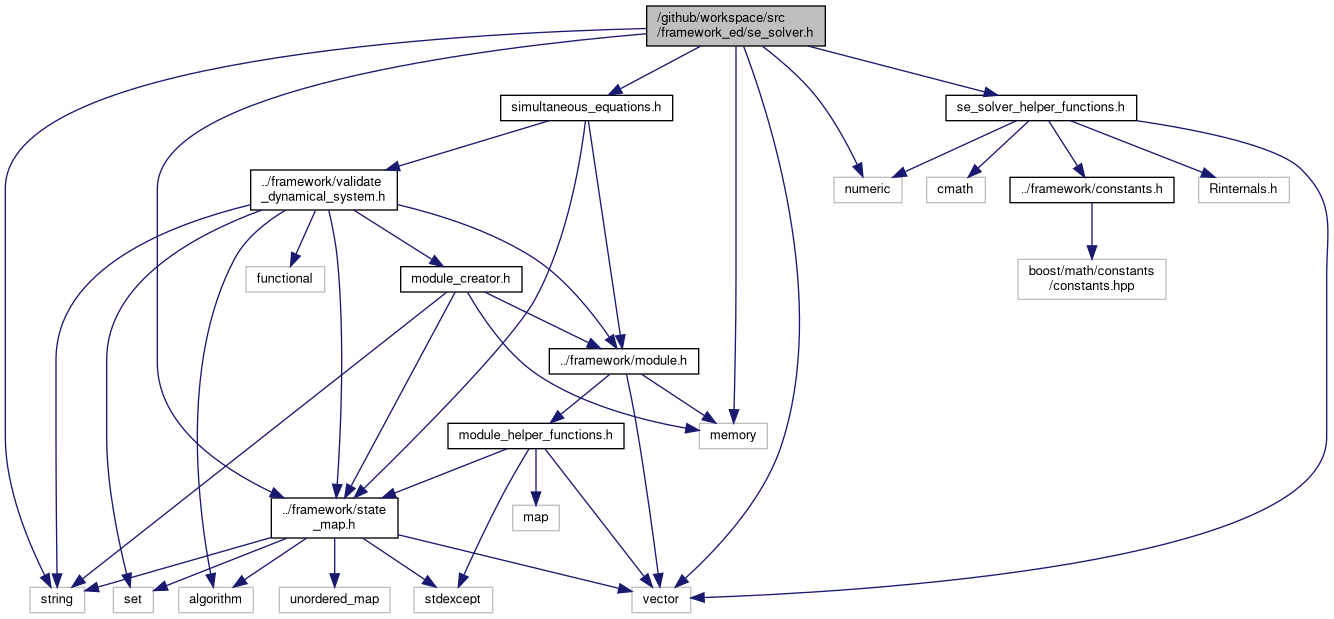 /github/workspace/src
/framework_ed/se_solver.h
simultaneous_equations.h
se_solver_helper_functions.h
../framework/validate
_dynamical_system.h
numeric
cmath
../framework/constants.h
Rinternals.h
functional
module_creator.h
boost/math/constants
/constants.hpp
../framework/module.h
module_helper_functions.h
memory
../framework/state
_map.h
map
string
set
algorithm
unordered_map
stdexcept
vector